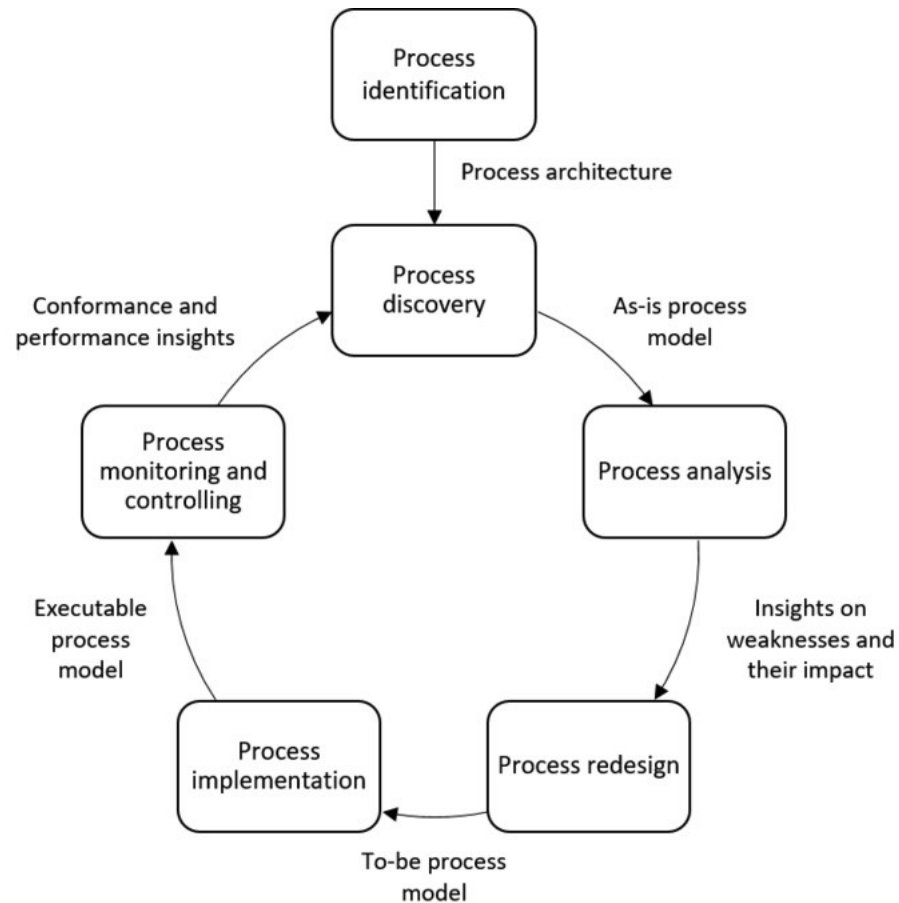 Process
identification
Process architecture
Process
discovery
As-is process
model
Process analysis
Insights on
weaknesses and
their impact
Process redesign
To-be process
model
Process
implementation
Executable
process
model
Process
monitoring and
controlling
Conformance and
performance insights